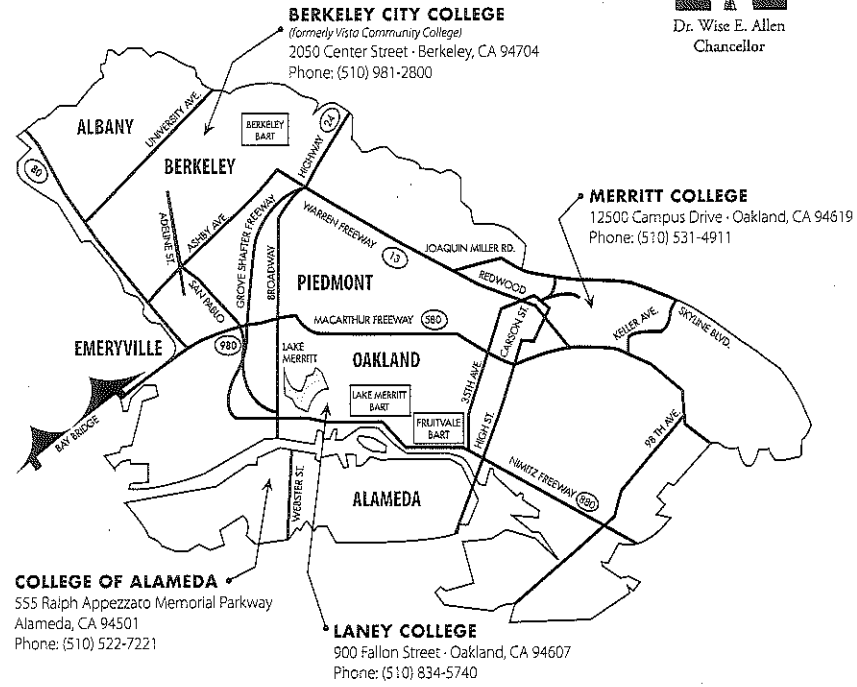 BERKELEY CITY COLLEGE
(formerly Vista Community College)
2050 Center Street · Berkeley, CA 94704
Phone: (510) 981-2800
Dr. Wise E. Allen
Chancellor
ALBANY
UNIVERSITY AVE.
BERKELEY
BART
HIGHWAY
24
80
BERKELEY
ADELINE ST.
ASHBY AVE.
GROVE SHAFTER FREEWAY
BROADWAY
WARREN FREEWAY
13
JOAQUIN MILLER RD.
MERRITT COLLEGE
12500 Campus Drive · Oakland, CA 94619
Phone: (510) 531-4911
SAN PABLO
PIEDMONT
REDWOOD
MACARTHUR FREEWAY
580
CARSON ST.
KELLER AVE.
SKYLINE BLVD.
EMERYVILLE
980
LAKE
MERRITT
OAKLAND
35TH AVE.
LAKE MERRITT
BART
FRUITVALE
BART
HIGH ST.
98 TH AVE.
BAY BRIDGE
WEBSTER ST.
ALAMEDA
NIMITZ FREEWAY
880
COLLEGE OF ALAMEDA
555 Ralph Appezzato Memorial Parkway
Alameda, CA 94501
Phone: (510) 522-7221
LANEY COLLEGE
900 Fallon Street · Oakland, CA 94607
Phone: (510) 834-5740